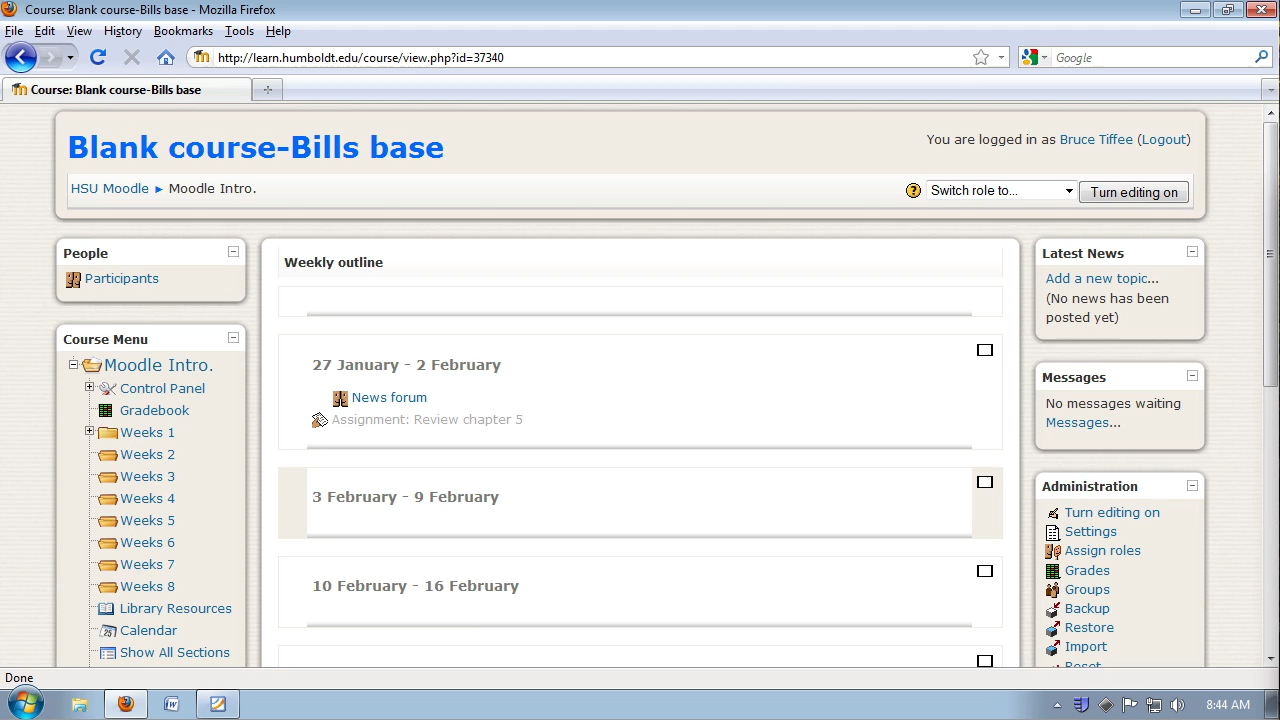 Course: Blank course-Bills base - Mozilla Firefox
File Edit View History Bookmarks Tools Help
http://learn.humboldt.edu/course/view.php?id=37340
Google
Course: Blank course-Bills base
Blank course-Bills base
You are logged in as Bruce Tiffee (Logout)
HSU Moodle ► Moodle Intro.
Switch role to...
Turn editing on
People
Participants
Course Menu
Moodle Intro.
Control Panel
Gradebook
Weeks 1
Weeks 2
Weeks 3
Weeks 4
Weeks 5
Weeks 6
Weeks 7
Weeks 8
Library Resources
Calendar
Show All Sections
Weekly outline
27 January - 2 February
News forum
Assignment: Review chapter 5
3 February - 9 February
10 February - 16 February
Latest News
Add a new topic...
(No news has been
posted yet)
Messages
No messages waiting
Messages...
Administration
Turn editing on
Settings
Assign roles
Grades
Groups
Backup
Restore
Import
Reset
Done
8:44 AM